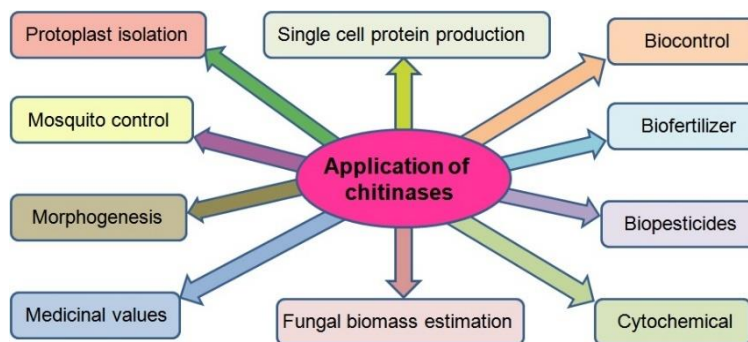 Protoplast isolation
Single cell protein production
Biocontrol
Mosquito control
Biofertilizer
Application of
chitinases
Morphogenesis
Biopesticides
Medicinal values
Fungal biomass estimation
Cytochemical